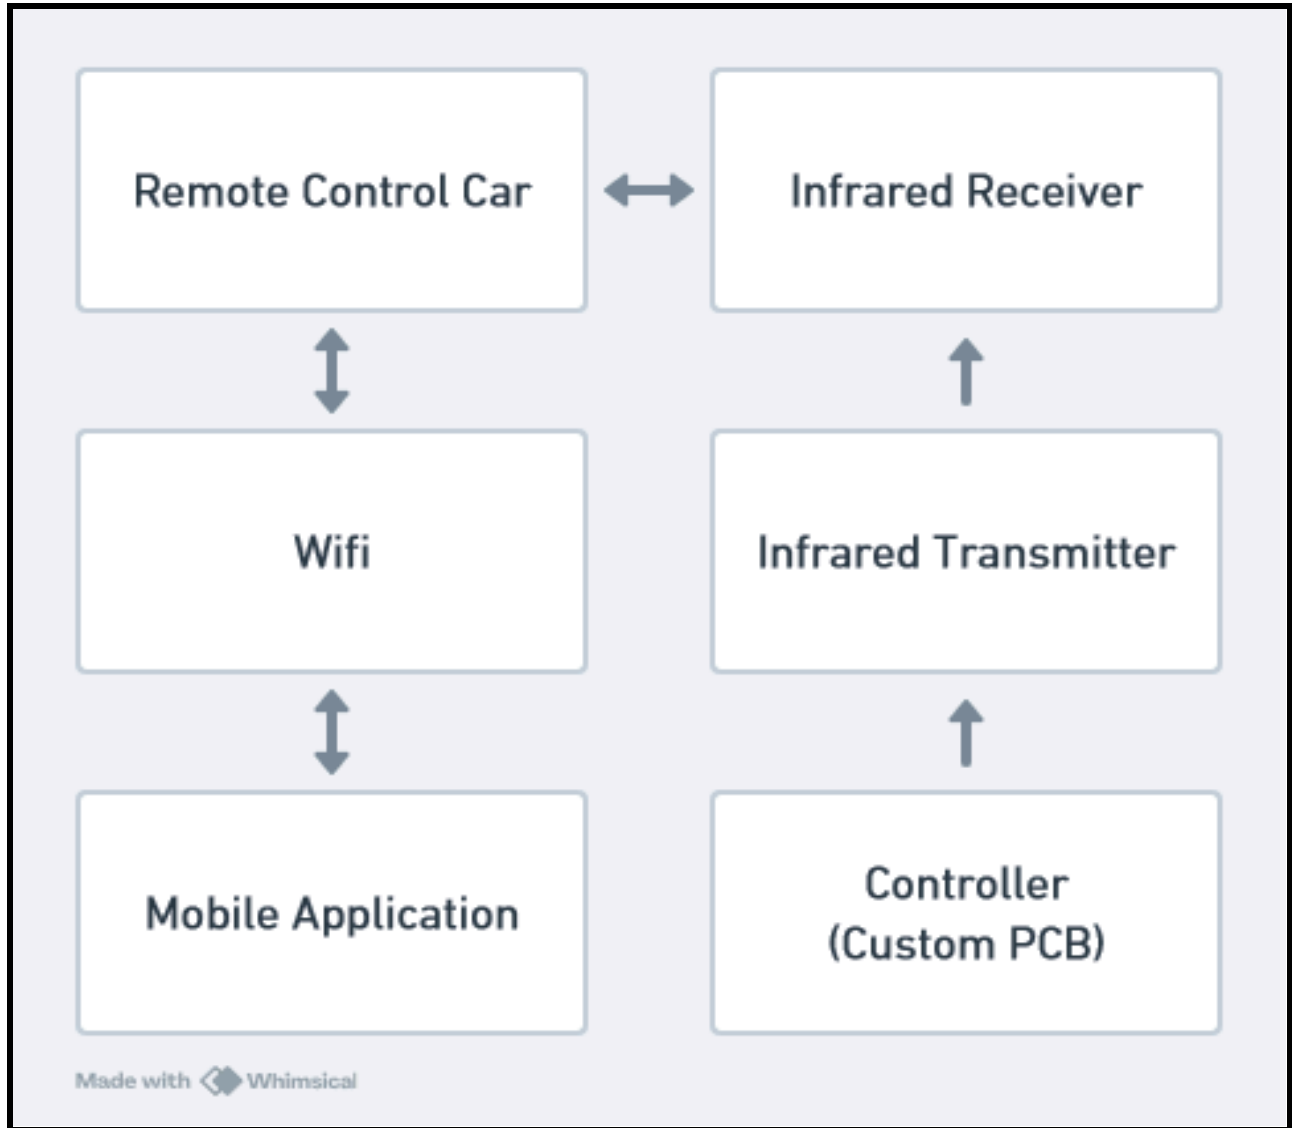 Remote Control Car
Infrared Receiver
Wifi
Infrared Transmitter
Mobile Application
Controller
(Custom PCB)
Made with Whimsical